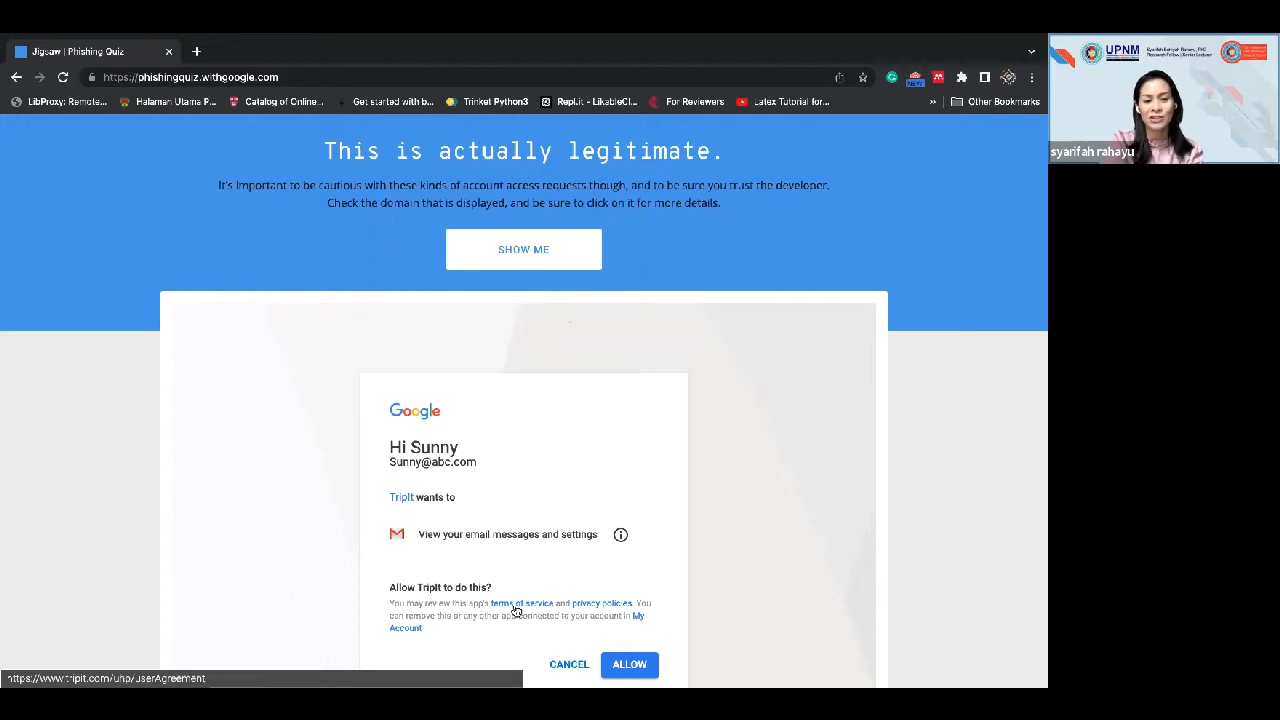 Jigsaw | Phishing Quiz
https://phishingquiz.withgoogle.com
NEW
LibProxy: Remote...
Halaman Utama P...
Catalog of Online...
Get started with b...
Trinket Python3
Repl.it - LikableCl...
For Reviewers
Latex Tutorial for...
»
Other Bookmarks
UPNM
syarifah rahayu
This is actually legitimate.
It's important to be cautious with these kinds of account access requests though, and to be sure you trust the developer.
Check the domain that is displayed, and be sure to click on it for more details.
SHOW ME
Google
Hi Sunny
Sunny@abc.com
TripIt wants to
View your email messages and settings
Allow TripIt to do this?
You may review this app's terms of service and privacy policies. You
can remove this or any other app connected to your account in My
Account
CANCEL
ALLOW
https://www.tripit.com/uhp/userAgreement